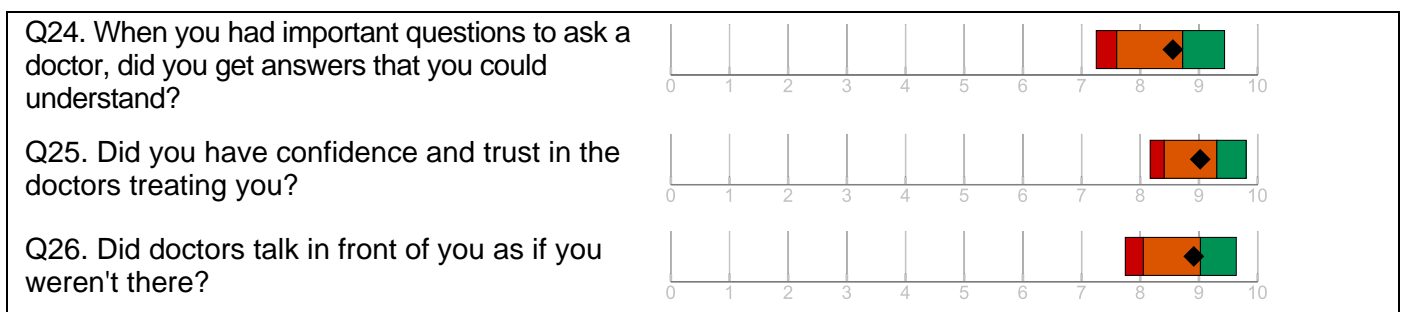 Q24. When you had important questions to ask a
doctor, did you get answers that you could
understand?
0 1 2 3 4 5 6 7 8 9 10
Q25. Did you have confidence and trust in the
doctors treating you?
0 1 2 3 4 5 6 7 8 9 10
Q26. Did doctors talk in front of you as if you
weren't there?
0 1 2 3 4 5 6 7 8 9 10